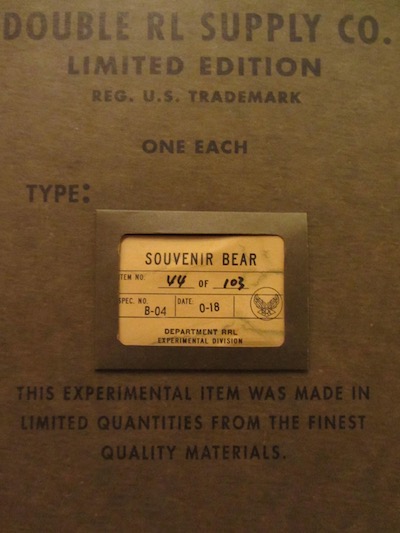 DOUBLE RL SUPPLY CO.
LIMITED EDITION
REG. U.S. TRADEMARK
ONE EACH
TYPE:
SOUVENIR BEAR
ITEM NO. 44 OF 103
SPEC. NO. B-04 DATE: 0-18
DEPARTMENT RRL
EXPERIMENTAL DIVISION
THIS EXPERIMENTAL ITEM WAS MADE IN
LIMITED QUANTITIES FROM THE FINEST
QUALITY MATERIALS.